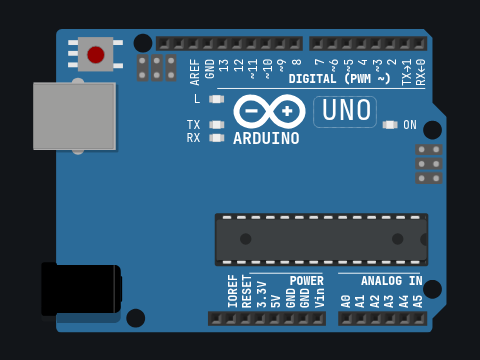 AREF GND 13 12 ~11 ~10 ~9 8 7 ~6 ~5 4 ~3 2 TX→1 RX←0
DIGITAL (PWM ~)
L
UNO
TX
ON
RX
ARDUINO
POWER
ANALOG IN
IOREF RESET 3.3V 5V GND GND Vin A0 A1 A2 A3 A4 A5